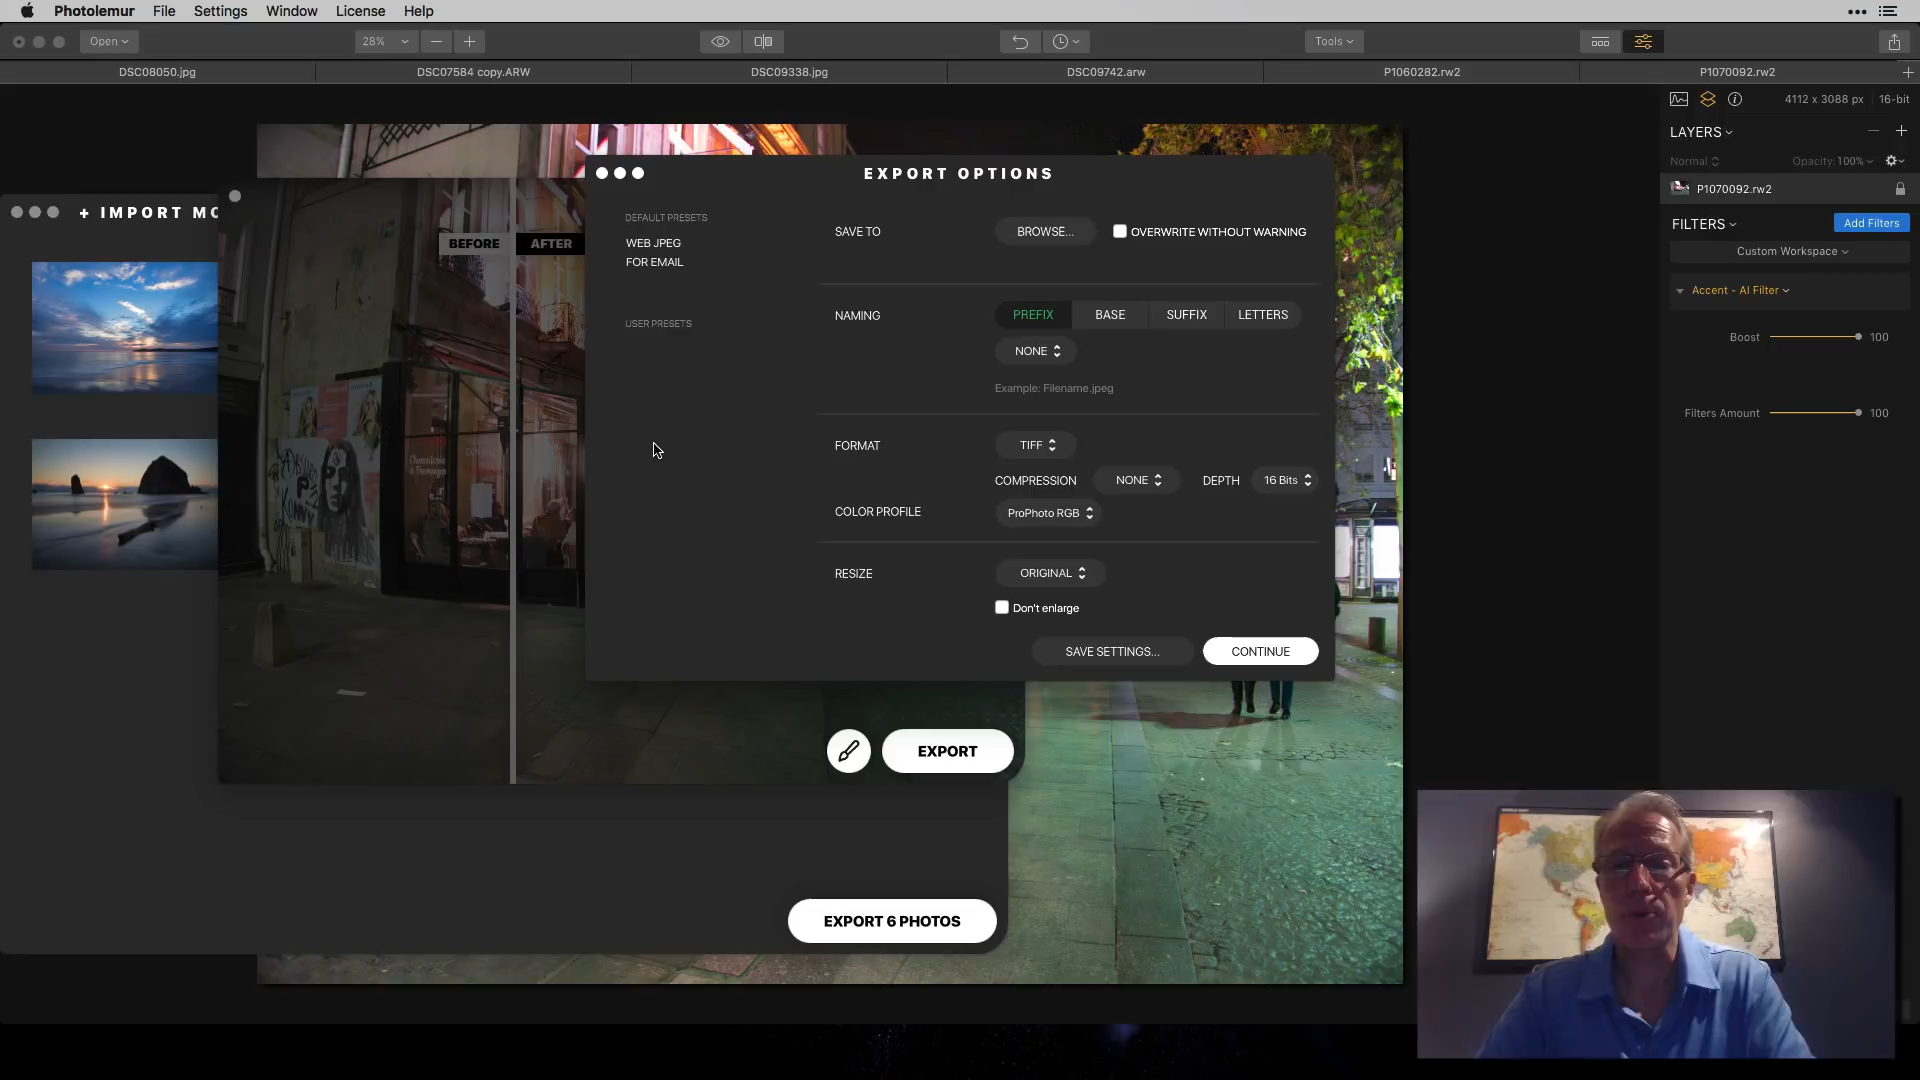 Photolemur File Settings Window License Help
Open 28% Tools
DSC08050.jpg DSC07584 copy.ARW DSC09338.jpg DSC09742.arw P1060282.rw2 P1070092.rw2
4112 x 3088 px 16-bit
LAYERS
Normal Opacity: 100%
P1070092.rw2
FILTERS Add Filters
Custom Workspace
Accent - AI Filter
Boost 100
Filters Amount 100
+ IMPORT MO
BEFORE AFTER
EXPORT OPTIONS
DEFAULT PRESETS
WEB JPEG
FOR EMAIL
USER PRESETS
SAVE TO BROWSE... OVERWRITE WITHOUT WARNING
NAMING PREFIX BASE SUFFIX LETTERS
NONE
Example: Filename.jpeg
FORMAT TIFF
COMPRESSION NONE DEPTH 16 Bits
COLOR PROFILE ProPhoto RGB
RESIZE ORIGINAL
Don't enlarge
SAVE SETTINGS... CONTINUE
EXPORT
EXPORT 6 PHOTOS